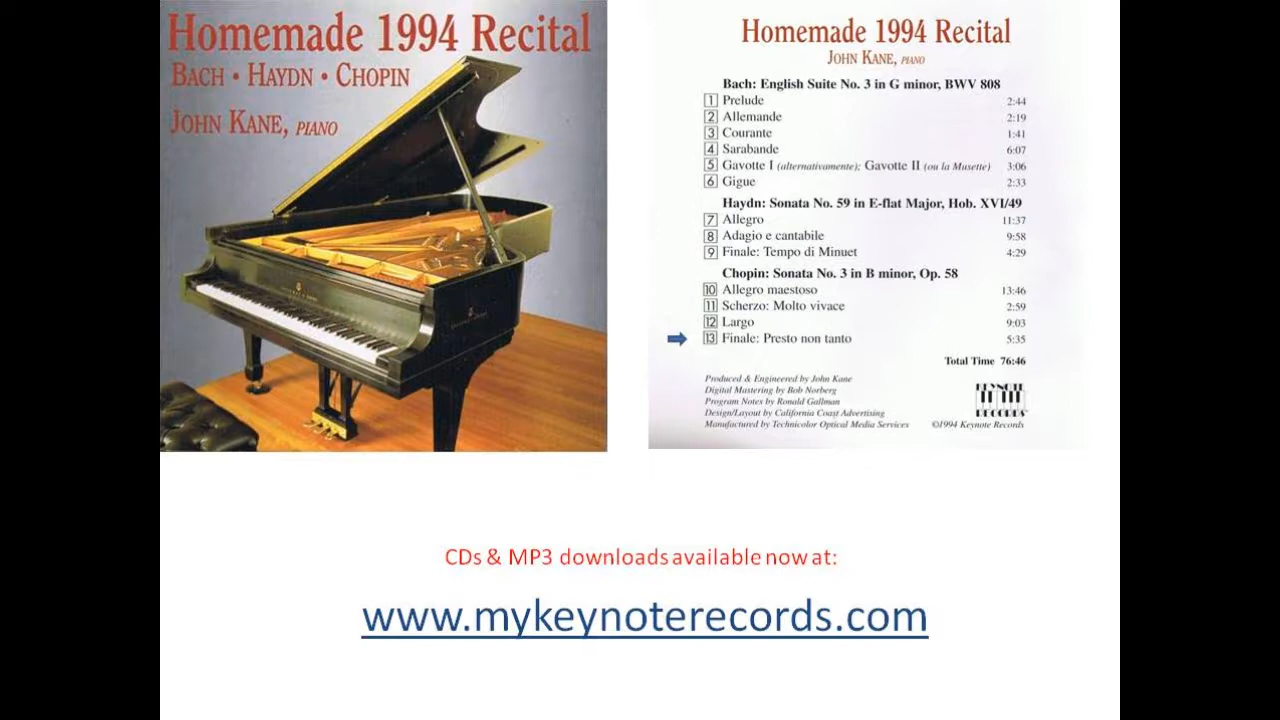 Homemade 1994 Recital
BACH • HAYDN • CHOPIN
JOHN KANE, PIANO
Homemade 1994 Recital
JOHN KANE, PIANO
Bach: English Suite No. 3 in G minor, BWV 808
1 Prelude 2:44
2 Allemande 2:19
3 Courante 1:41
4 Sarabande 6:07
5 Gavotte I (alternativamente); Gavotte II (ou la Musette) 3:06
6 Gigue 2:33
Haydn: Sonata No. 59 in E-flat Major, Hob. XVI/49
7 Allegro 11:37
8 Adagio e cantabile 9:58
9 Finale: Tempo di Minuet 4:29
Chopin: Sonata No. 3 in B minor, Op. 58
10 Allegro maestoso 13:46
11 Scherzo: Molto vivace 2:59
12 Largo 9:03
13 Finale: Presto non tanto 5:35
Total Time 76:46
Produced & Engineered by John Kane
Digital Mastering by Bob Norberg
Program Notes by Ronald Gallman
Design/Layout by California Coast Advertising
Manufactured by Technicolor Optical Media Services
KEYNOTE
RECORDS
©1994 Keynote Records
CDs & MP3 downloads available now at:
www.mykeynoterecords.com